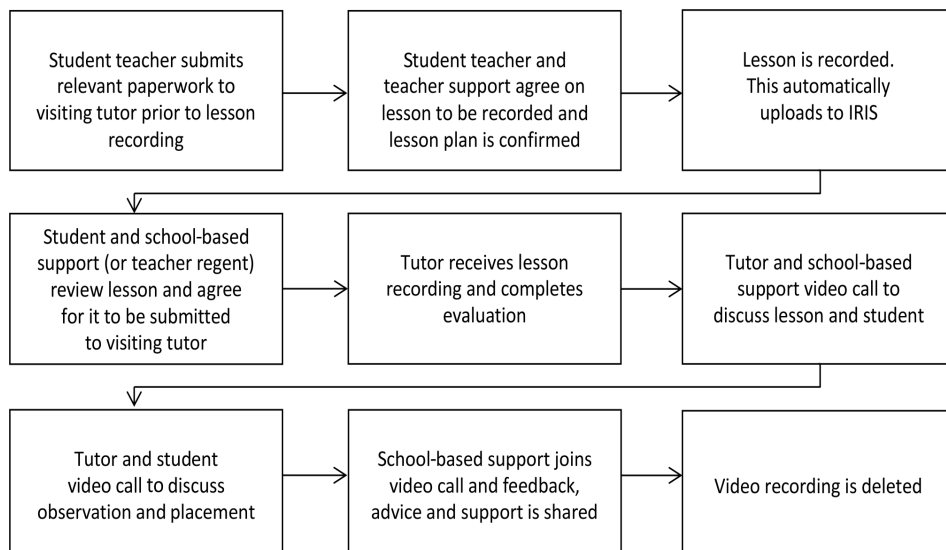 Student teacher submits
relevant paperwork to
visiting tutor prior to lesson
recording
Student teacher and
teacher support agree on
lesson to be recorded and
lesson plan is confirmed
Lesson is recorded.
This automatically
uploads to IRIS
Student and school-based
support (or teacher regent)
review lesson and agree
for it to be submitted
to visiting tutor
Tutor receives lesson
recording and completes
evaluation
Tutor and school-based
support video call to
discuss lesson and student
Tutor and student
video call to discuss
observation and placement
School-based support joins
video call and feedback,
advice and support is shared
Video recording is deleted